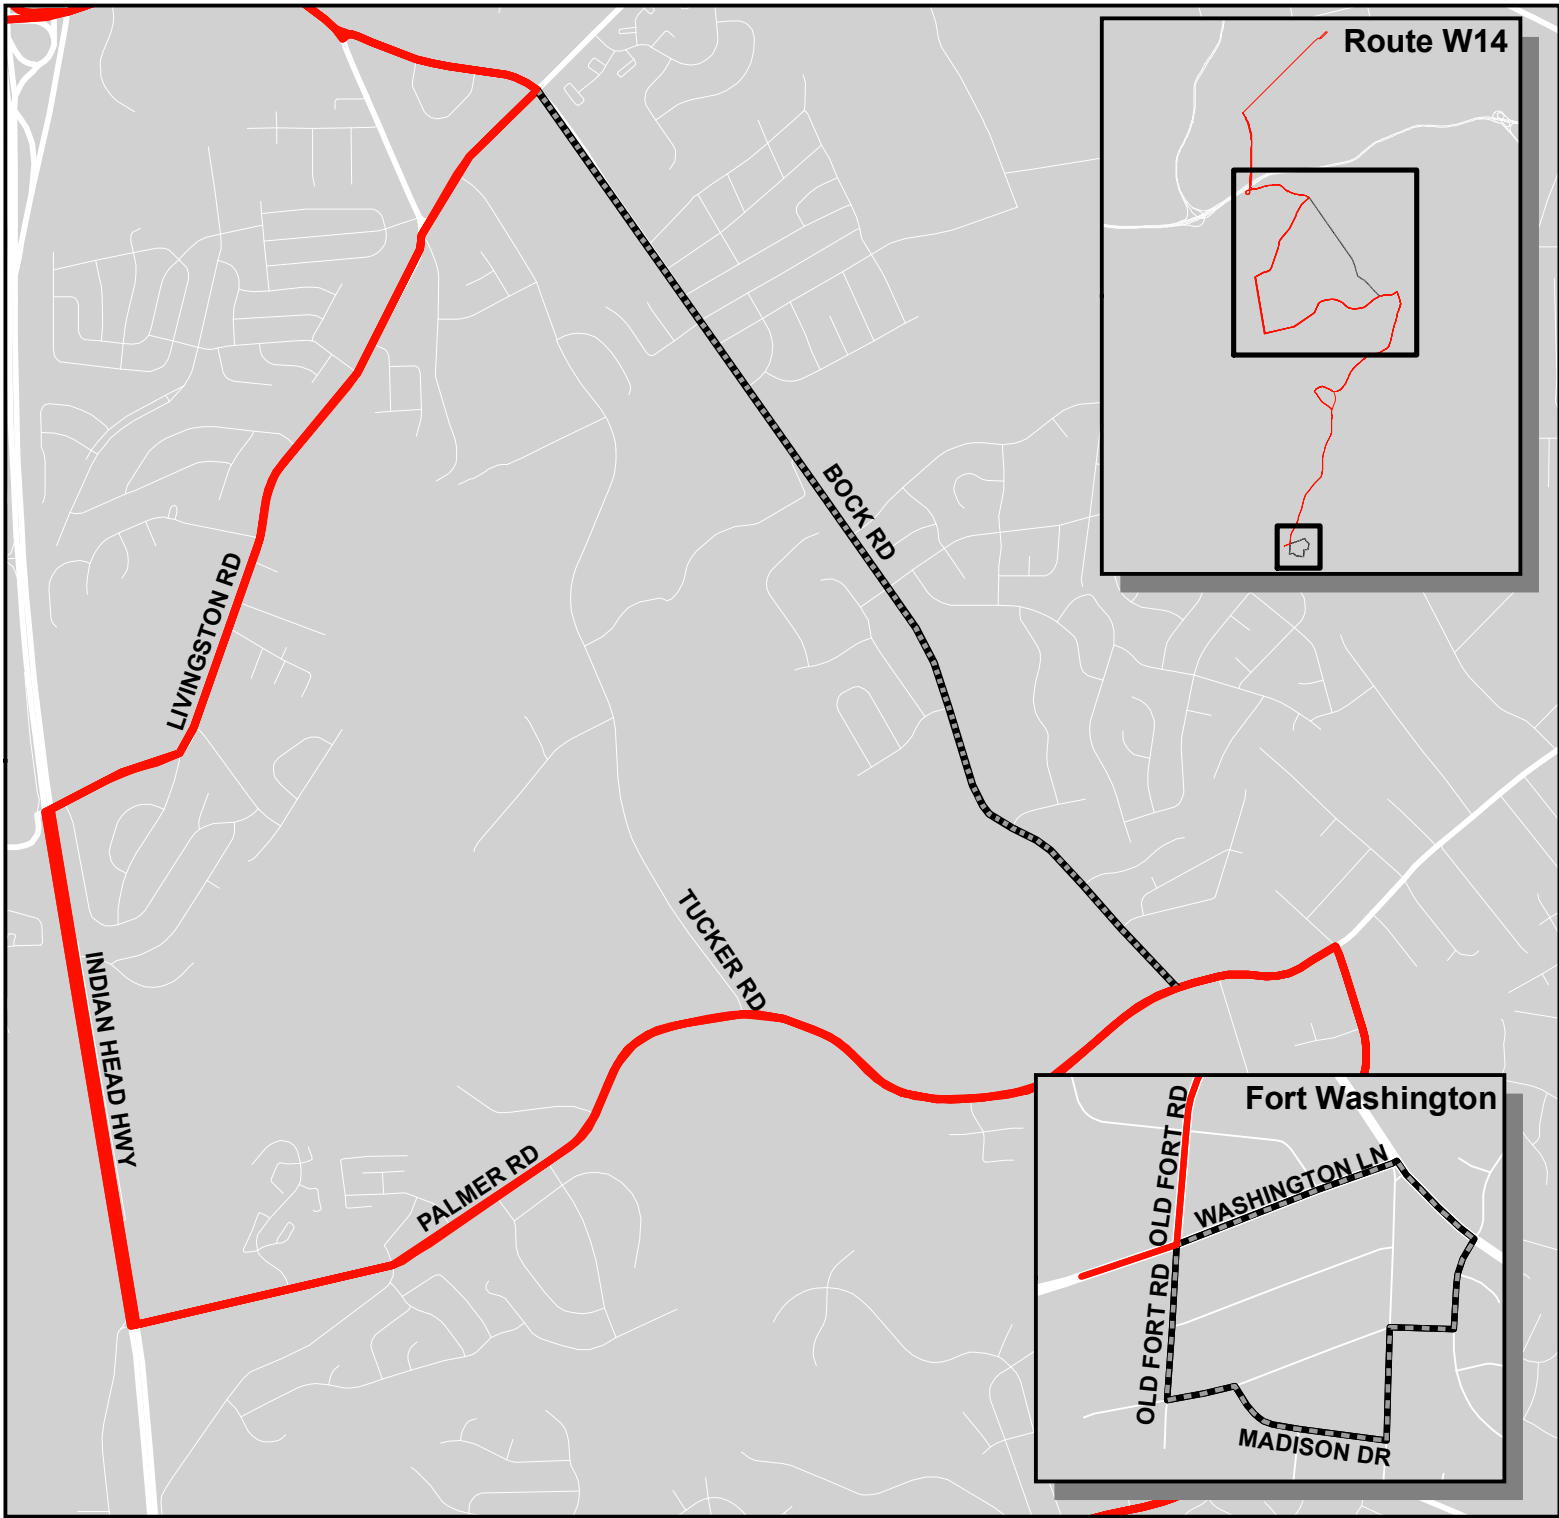 Route W14
BOCK RD
LIVINGSTON RD
TUCKER RD
INDIAN HEAD HWY
PALMER RD
Fort Washington
OLD FORT RD
WASHINGTON LN
OLD FORT RD
MADISON DR